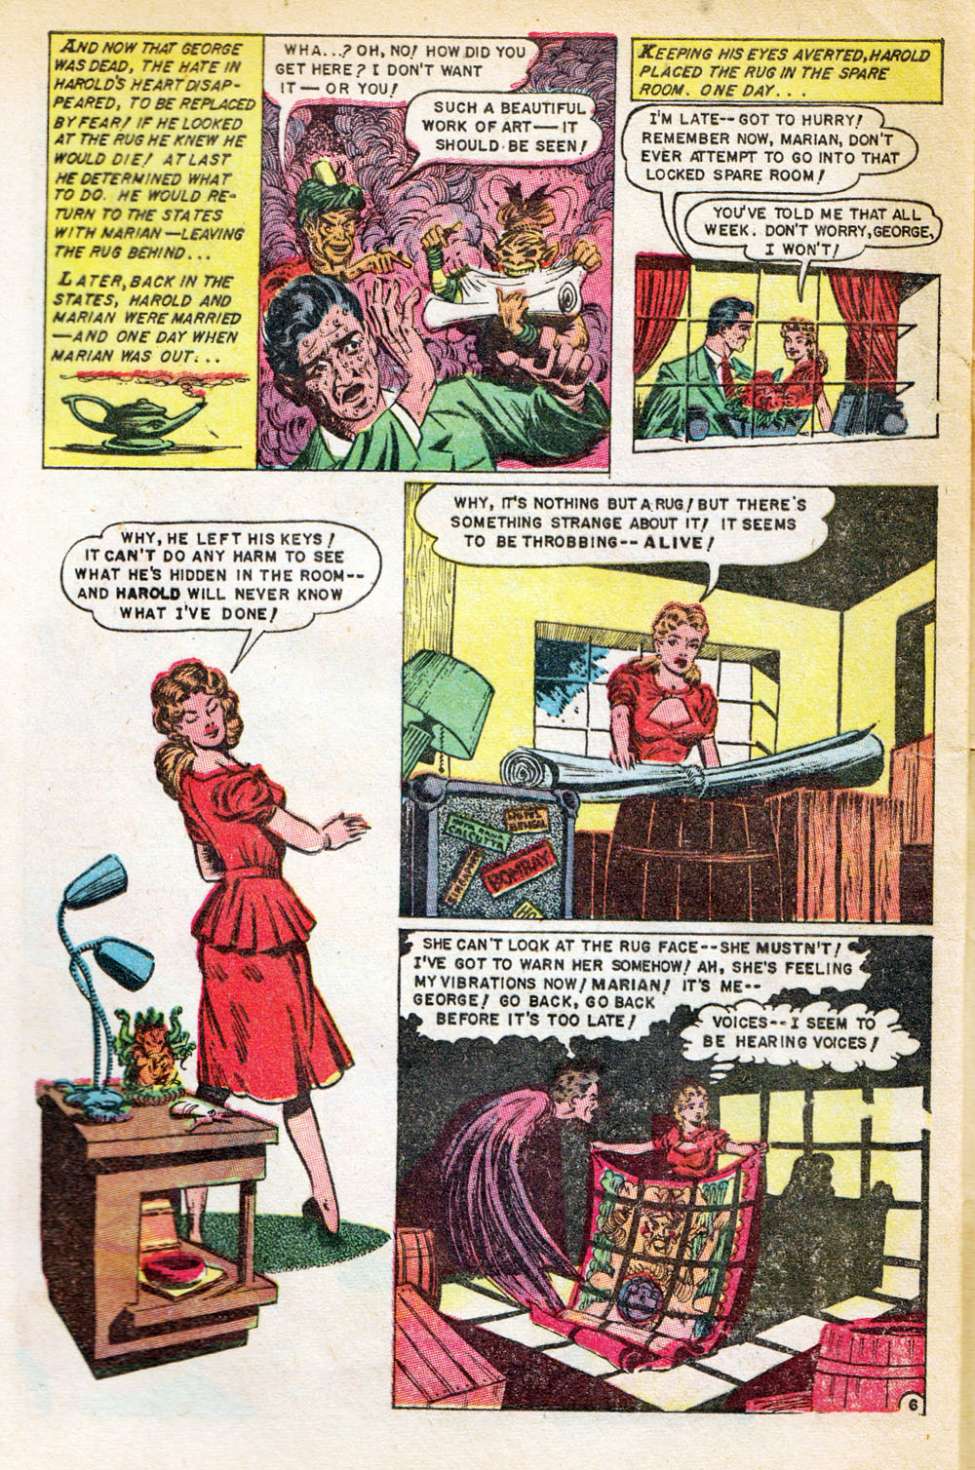 AND NOW THAT GEORGE
WAS DEAD, THE HATE IN
HAROLD'S HEART DISAP-
PEARED, TO BE REPLACED
BY FEAR! IF HE LOOKED
AT THE RUG HE KNEW HE
WOULD DIE! AT LAST
HE DETERMINED WHAT
TO DO. HE WOULD RE-
TURN TO THE STATES
WITH MARIAN—LEAVING
THE RUG BEHIND...
LATER, BACK IN THE
STATES, HAROLD AND
MARIAN WERE MARRIED
—AND ONE DAY WHEN
MARIAN WAS OUT...
WHA...? OH, NO! HOW DID YOU
GET HERE? I DON'T WANT
IT—OR YOU!
SUCH A BEAUTIFUL
WORK OF ART—IT
SHOULD BE SEEN!
KEEPING HIS EYES AVERTED, HAROLD
PLACED THE RUG IN THE SPARE
ROOM. ONE DAY...
I'M LATE--GOT TO HURRY!
REMEMBER NOW, MARIAN, DON'T
EVER ATTEMPT TO GO INTO THAT
LOCKED SPARE ROOM!
YOU'VE TOLD ME THAT ALL
WEEK. DON'T WORRY, GEORGE,
I WON'T!
WHY, HE LEFT HIS KEYS!
IT CAN'T DO ANY HARM TO SEE
WHAT HE'S HIDDEN IN THE ROOM--
AND HAROLD WILL NEVER KNOW
WHAT I'VE DONE!
WHY, IT'S NOTHING BUT A RUG! BUT THERE'S
SOMETHING STRANGE ABOUT IT! IT SEEMS
TO BE THROBBING--ALIVE!
CALCUTTA
BOMBAY
SHE CAN'T LOOK AT THE RUG FACE--SHE MUSTN'T!
I'VE GOT TO WARN HER SOMEHOW! AH, SHE'S FEELING
MY VIBRATIONS NOW! MARIAN! IT'S ME--
GEORGE! GO BACK, GO BACK
BEFORE IT'S TOO LATE!
VOICES--I SEEM TO
BE HEARING VOICES!
6